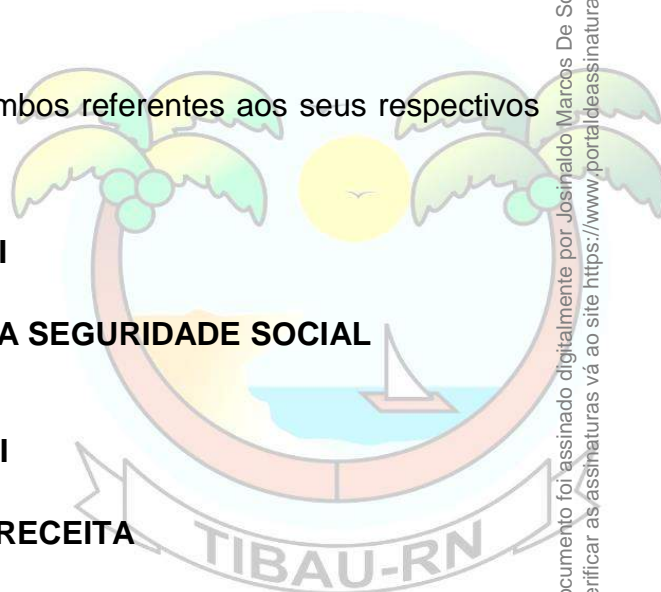 mbos referentes aos seus respectivos
I
A SEGURIDADE SOCIAL
I
RECEITA
TIBAU-RN
ocumento foi assinado digitalmente por Josinaldo Marcos De So
erificar as assinaturas vá ao site https://www.portaldeassinatura